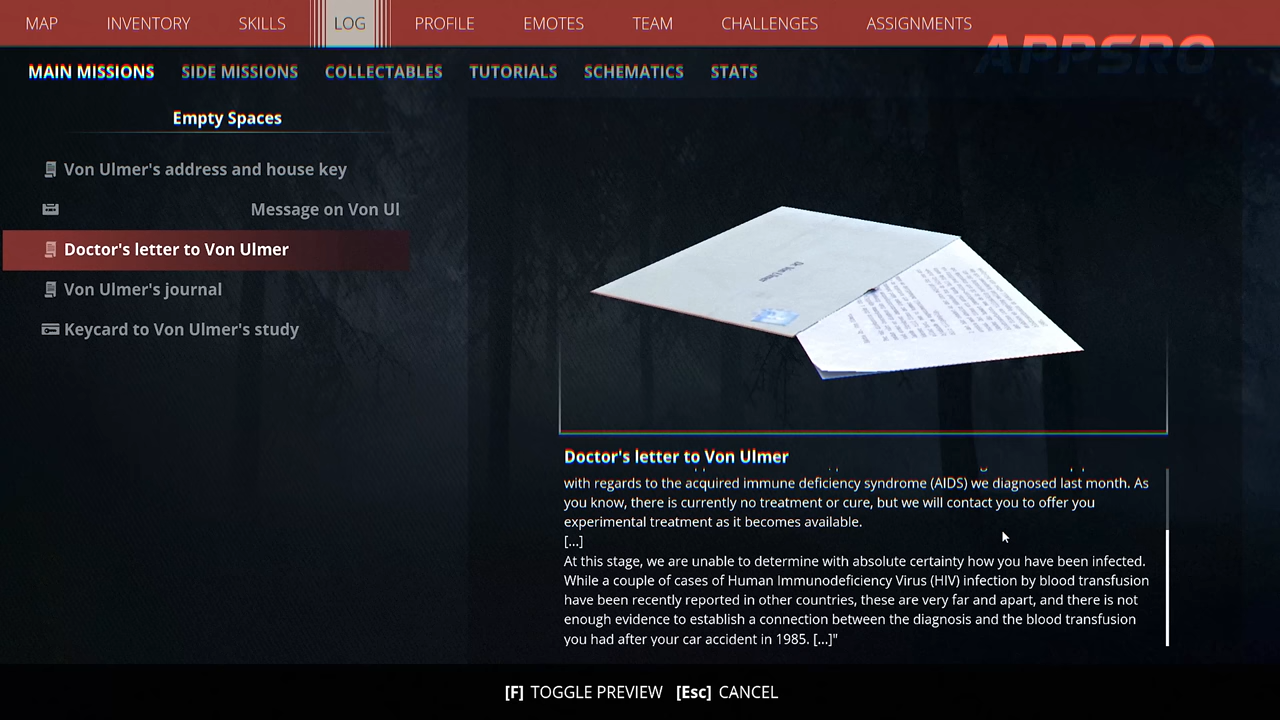 MAP INVENTORY SKILLS LOG PROFILE EMOTES TEAM CHALLENGES ASSIGNMENTS
APPSRO
MAIN MISSIONS SIDE MISSIONS COLLECTABLES TUTORIALS SCHEMATICS STATS
Empty Spaces
Von Ulmer's address and house key
Message on Von Ul
Doctor's letter to Von Ulmer
Von Ulmer's journal
Keycard to Von Ulmer's study
Doctor's letter to Von Ulmer
with regards to the acquired immune deficiency syndrome (AIDS) we diagnosed last month. As
you know, there is currently no treatment or cure, but we will contact you to offer you
experimental treatment as it becomes available.
[...]
At this stage, we are unable to determine with absolute certainty how you have been infected.
While a couple of cases of Human Immunodeficiency Virus (HIV) infection by blood transfusion
have been recently reported in other countries, these are very far and apart, and there is not
enough evidence to establish a connection between the diagnosis and the blood transfusion
you had after your car accident in 1985. [...]"
[F] TOGGLE PREVIEW [Esc] CANCEL